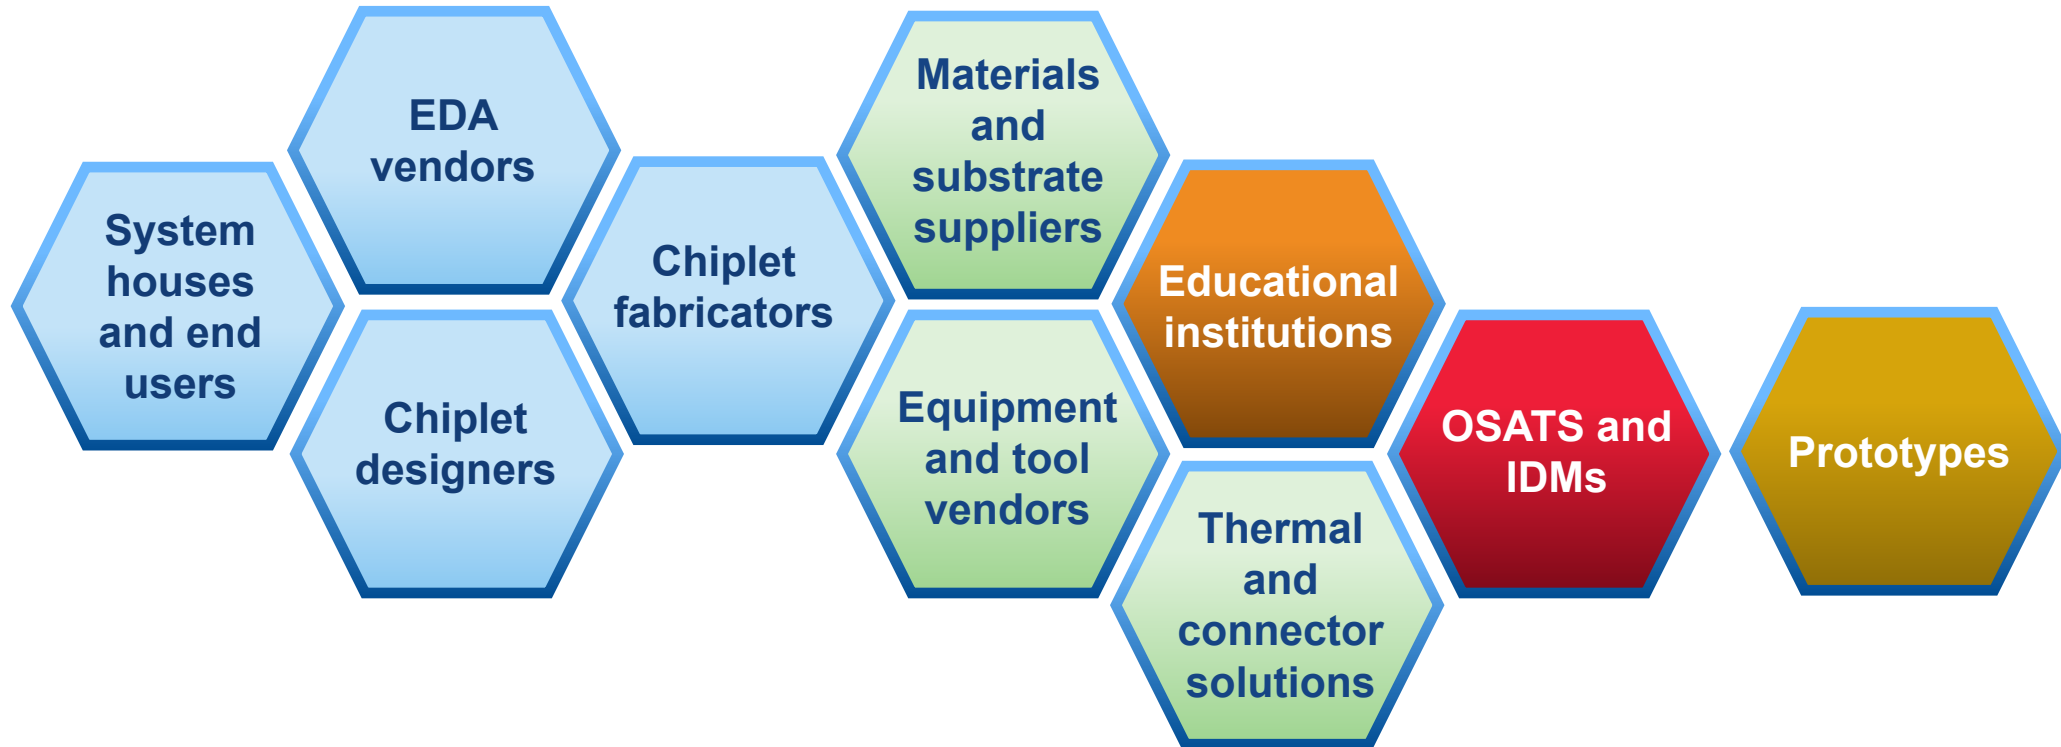 System
houses
and end
users
EDA
vendors
Chiplet
designers
Chiplet
fabricators
Materials
and
substrate
suppliers
Equipment
and tool
vendors
Educational
institutions
Thermal
and
connector
solutions
OSATS and
IDMs
Prototypes